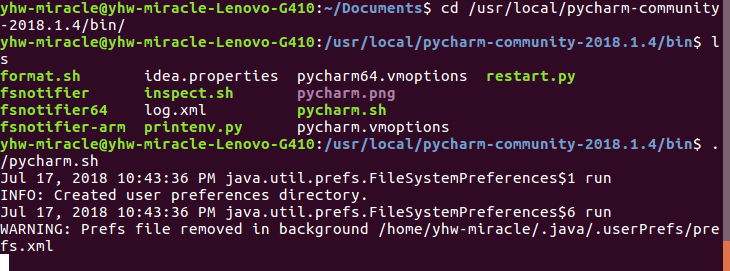 yhw-miracle@yhw-miracle-Lenovo-G410:~/Documents$ cd /usr/local/pycharm-community
-2018.1.4/bin/
yhw-miracle@yhw-miracle-Lenovo-G410:/usr/local/pycharm-community-2018.1.4/bin$ l
s
format.sh idea.properties pycharm64.vmoptions restart.py
fsnotifier inspect.sh pycharm.png
fsnotifier64 log.xml pycharm.sh
fsnotifier-arm printenv.py pycharm.vmoptions
yhw-miracle@yhw-miracle-Lenovo-G410:/usr/local/pycharm-community-2018.1.4/bin$ .
/pycharm.sh
Jul 17, 2018 10:43:36 PM java.util.prefs.FileSystemPreferences$1 run
INFO: Created user preferences directory.
Jul 17, 2018 10:43:36 PM java.util.prefs.FileSystemPreferences$6 run
WARNING: Prefs file removed in background /home/yhw-miracle/.java/.userPrefs/pre
fs.xml